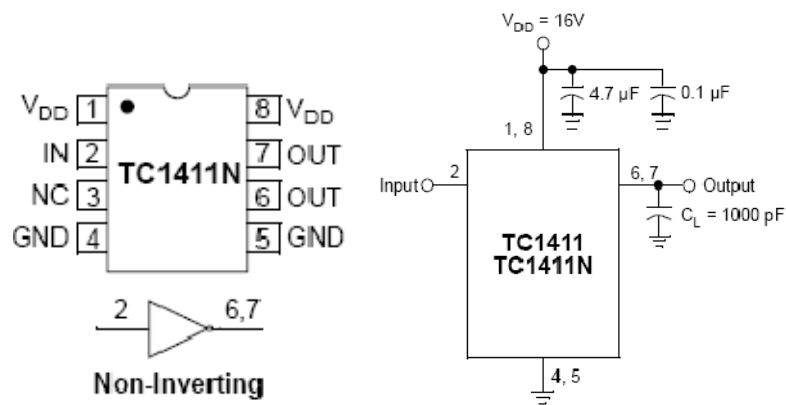 V_DD 1 8 V_DD
IN 2 7 OUT
TC1411N
NC 3 6 OUT
GND 4 5 GND
2 6,7
Non-Inverting
V_DD = 16V
4.7 µF 0.1 µF
1, 8
Input 2 6, 7 Output
C_L = 1000 pF
TC1411
TC1411N
4, 5